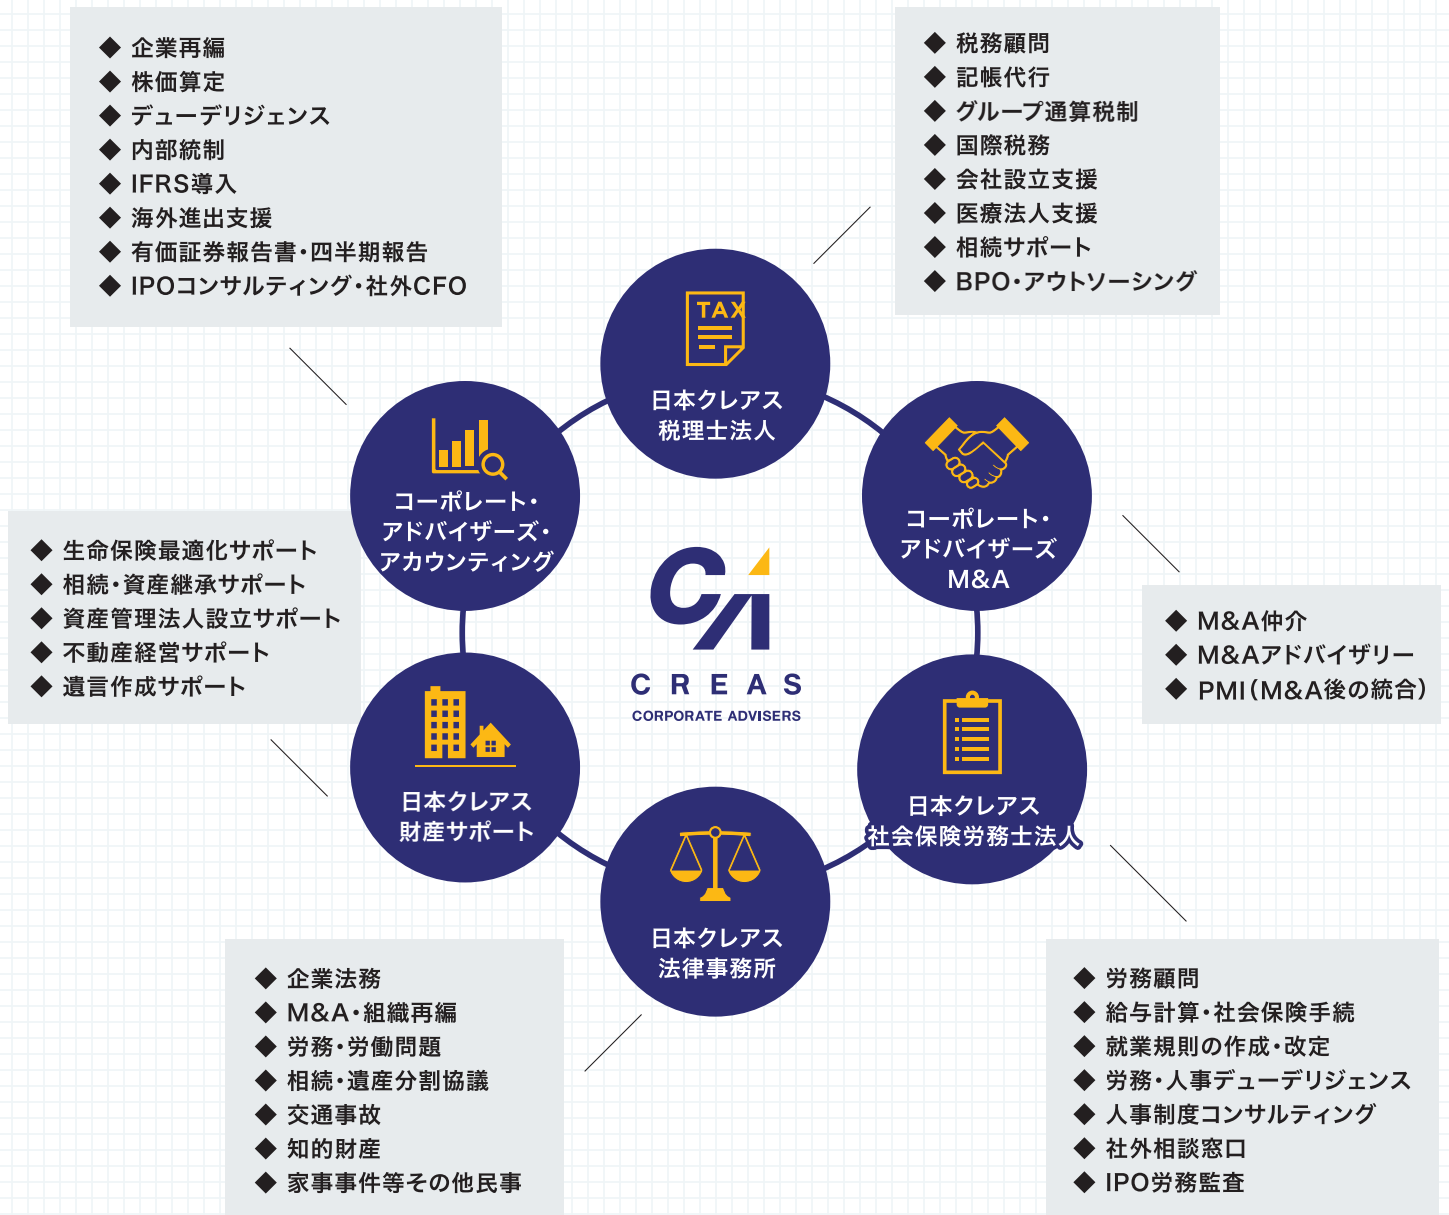 ◆ 企業再編
◆ 株価算定
◆ デューデリジェンス
◆ 内部統制
◆ IFRS導入
◆ 海外進出支援
◆ 有価証券報告書・四半期報告
◆ IPOコンサルティング・社外CFO
◆ 税務顧問
◆ 記帳代行
◆ グループ通算税制
◆ 国際税務
◆ 会社設立支援
◆ 医療法人支援
◆ 相続サポート
◆ BPO・アウトソーシング
TAX
日本クレアス
税理士法人
コーポレート・
アドバイザーズ・
アカウンティング
コーポレート・
アドバイザーズ
M&A
◆ 生命保険最適化サポート
◆ 相続・資産継承サポート
◆ 資産管理法人設立サポート
◆ 不動産経営サポート
◆ 遺言作成サポート
CA
CREAS
CORPORATE ADVISERS
◆ M&A仲介
◆ M&Aアドバイザリー
◆ PMI(M&A後の統合)
日本クレアス
財産サポート
日本クレアス
社会保険労務士法人
日本クレアス
法律事務所
◆ 企業法務
◆ M&A・組織再編
◆ 労務・労働問題
◆ 相続・遺産分割協議
◆ 交通事故
◆ 知的財産
◆ 家事事件等その他民事
◆ 労務顧問
◆ 給与計算・社会保険手続
◆ 就業規則の作成・改定
◆ 労務・人事デューデリジェンス
◆ 人事制度コンサルティング
◆ 社外相談窓口
◆ IPO労務監査